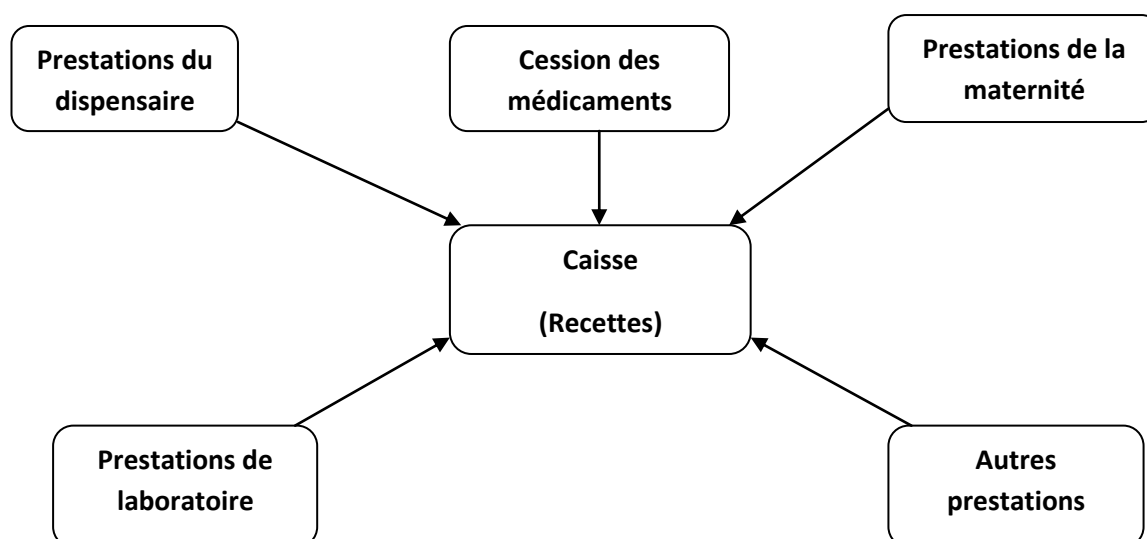 Prestations du
dispensaire
Cession des
médicaments
Prestations de la
maternité
Caisse
(Recettes)
Prestations de
laboratoire
Autres
prestations